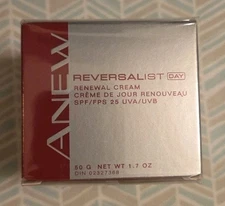 ANEW
REVERSALIST DAY
RENEWAL CREAM
CRÈME DE JOUR RENOUVEAU
SPF/FPS 25 UVA/UVB
50 G NET WT 1.7 OZ
DIN